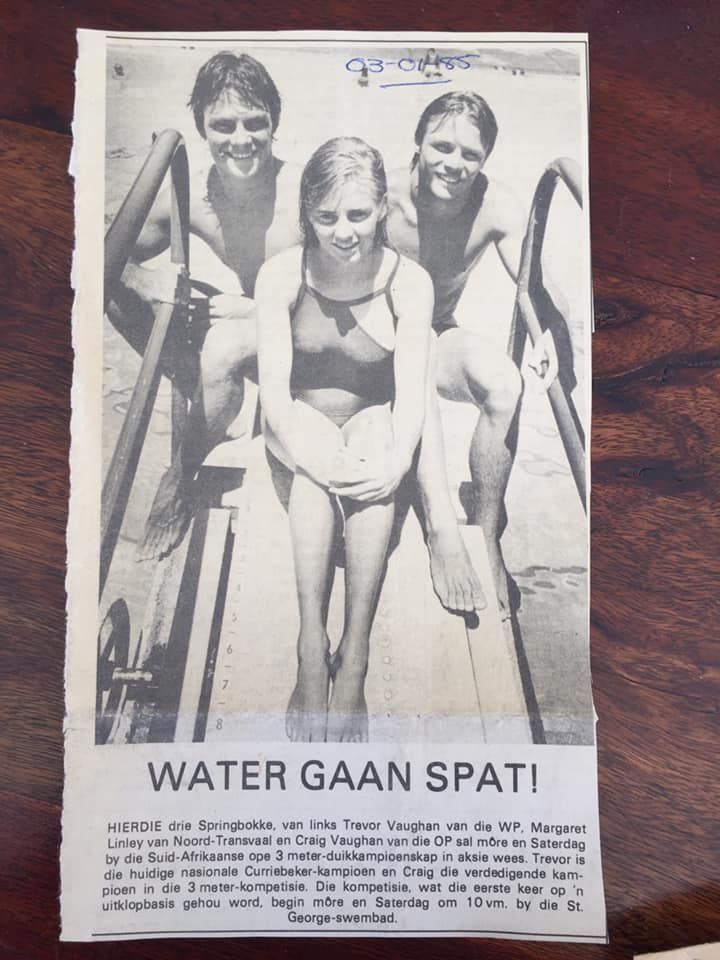 03-01-85
5
6
7
8
WATER GAAN SPAT!
HIERDIE drie Springbokke, van links Trevor Vaughan van die WP, Margaret
Linley van Noord-Transvaal en Craig Vaughan van die OP sal môre en Saterdag
by die Suid-Afrikaanse ope 3 meter-duikkampioenskap in aksie wees. Trevor is
die huidige nasionale Curriebeker-kampioen en Craig die verdedigende kam-
pioen in die 3 meter-kompetisie. Die kompetisie, wat die eerste keer op 'n
uitklopbasis gehou word, begin môre en Saterdag om 10 vm. by die St.
George-swembad.